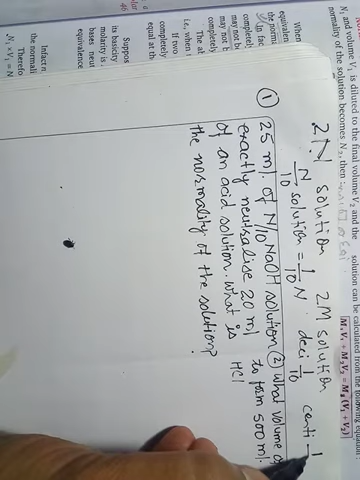 N₁ and volume V₁ is diluted to the final volume V₂ and the
normality of the solution becomes N₂, then
solution can be calculated from the following equation :
M₁V₁ + M₂V₂ = M₃(V₁ + V₂)
2N solution 2M solution
N/10 solution = 1/10 N. deci 1/10 centi- 1
① 25 ml. of N/10 NaOH solution
exactly neutralise 20 ml
of an acid solution. What is
the normality of the solution?
② What volume of
HCl
to form 500 ml.
When
equivalen
the norma
In fac
complete
may not b
may not b
completely
The ab
completely
i.e., when
If two
completely
equal at th
Suppos
its basicity
molarity is
bases neut
equivalence
Infact n
the normali
Therefo
N₁ × V₁ = N